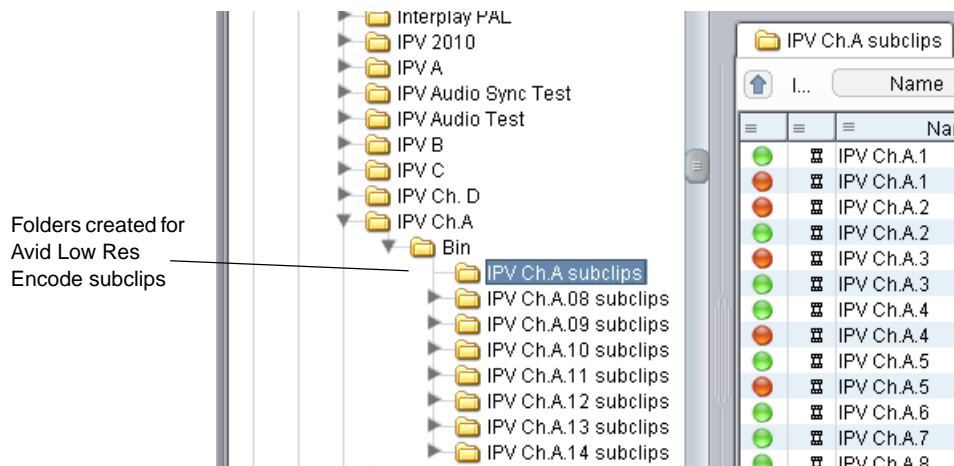 Folders created for
Avid Low Res
Encode subclips
Interplay PAL
IPV 2010
IPV A
IPV Audio Sync Test
IPV Audio Test
IPV B
IPV C
IPV Ch. D
IPV Ch.A
Bin
IPV Ch.A subclips
IPV Ch.A.08 subclips
IPV Ch.A.09 subclips
IPV Ch.A.10 subclips
IPV Ch.A.11 subclips
IPV Ch.A.12 subclips
IPV Ch.A.13 subclips
IPV Ch.A.14 subclips
IPV Ch.A subclips
I... Name
Nar
IPV Ch.A.1
IPV Ch.A.1
IPV Ch.A.2
IPV Ch.A.2
IPV Ch.A.3
IPV Ch.A.3
IPV Ch.A.4
IPV Ch.A.4
IPV Ch.A.5
IPV Ch.A.5
IPV Ch.A.6
IPV Ch.A.7
IPV Ch.A.8